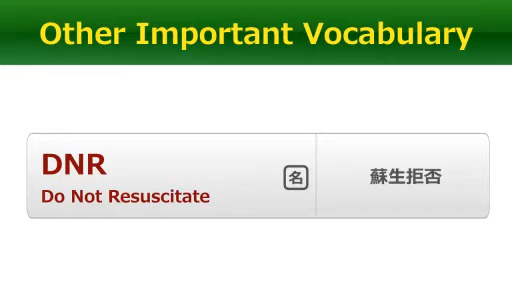 Other Important Vocabulary
DNR
Do Not Resuscitate
名
蘇生拒否